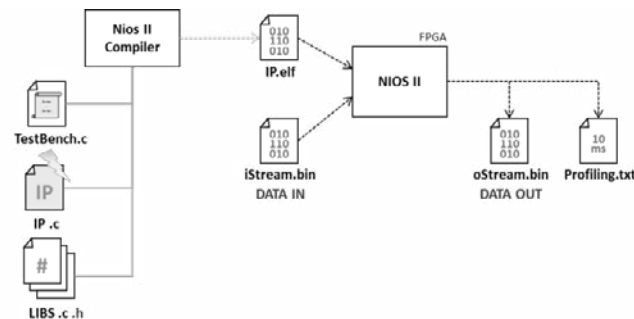 Nios II
Compiler
010
110
010
IP.elf
FPGA
NIOS II
TestBench.c
010
110
010
iStream.bin
DATA IN
010
110
010
oStream.bin
DATA OUT
10
ms
Profiling.txt
IP
IP .c
#
LIBS .c .h